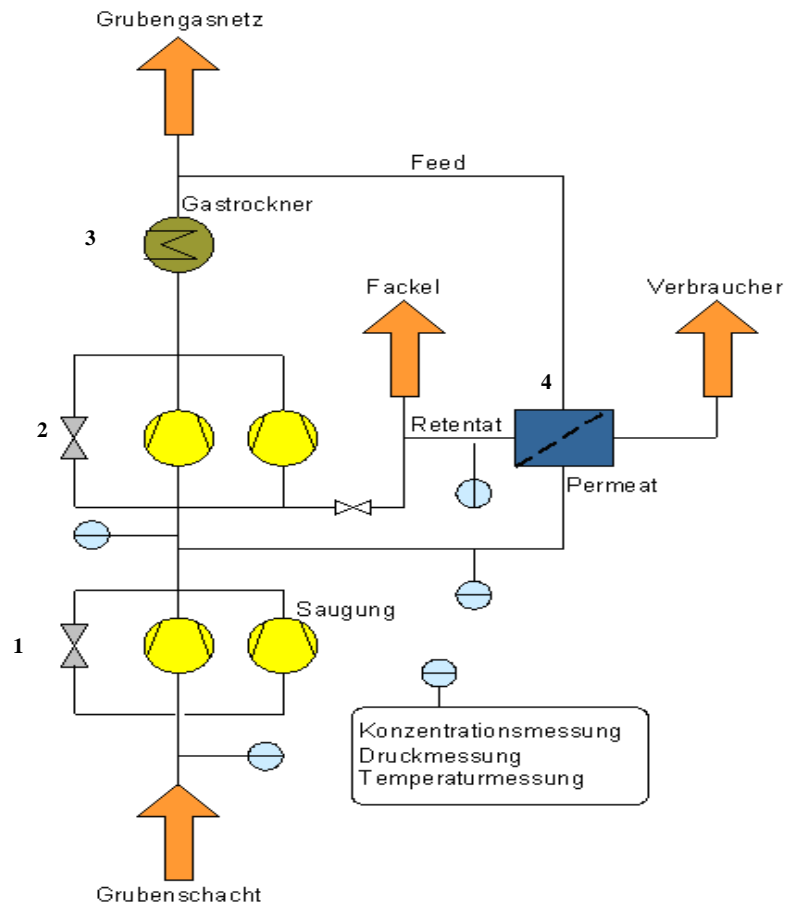 Grubengasnetz
Feed
Gastrockner
3
Fackel
Verbraucher
4
2
Retentat
Permeat
Saugung
1
Konzentrationsmessung
Druckmessung
Temperaturmessung
Grubenschacht